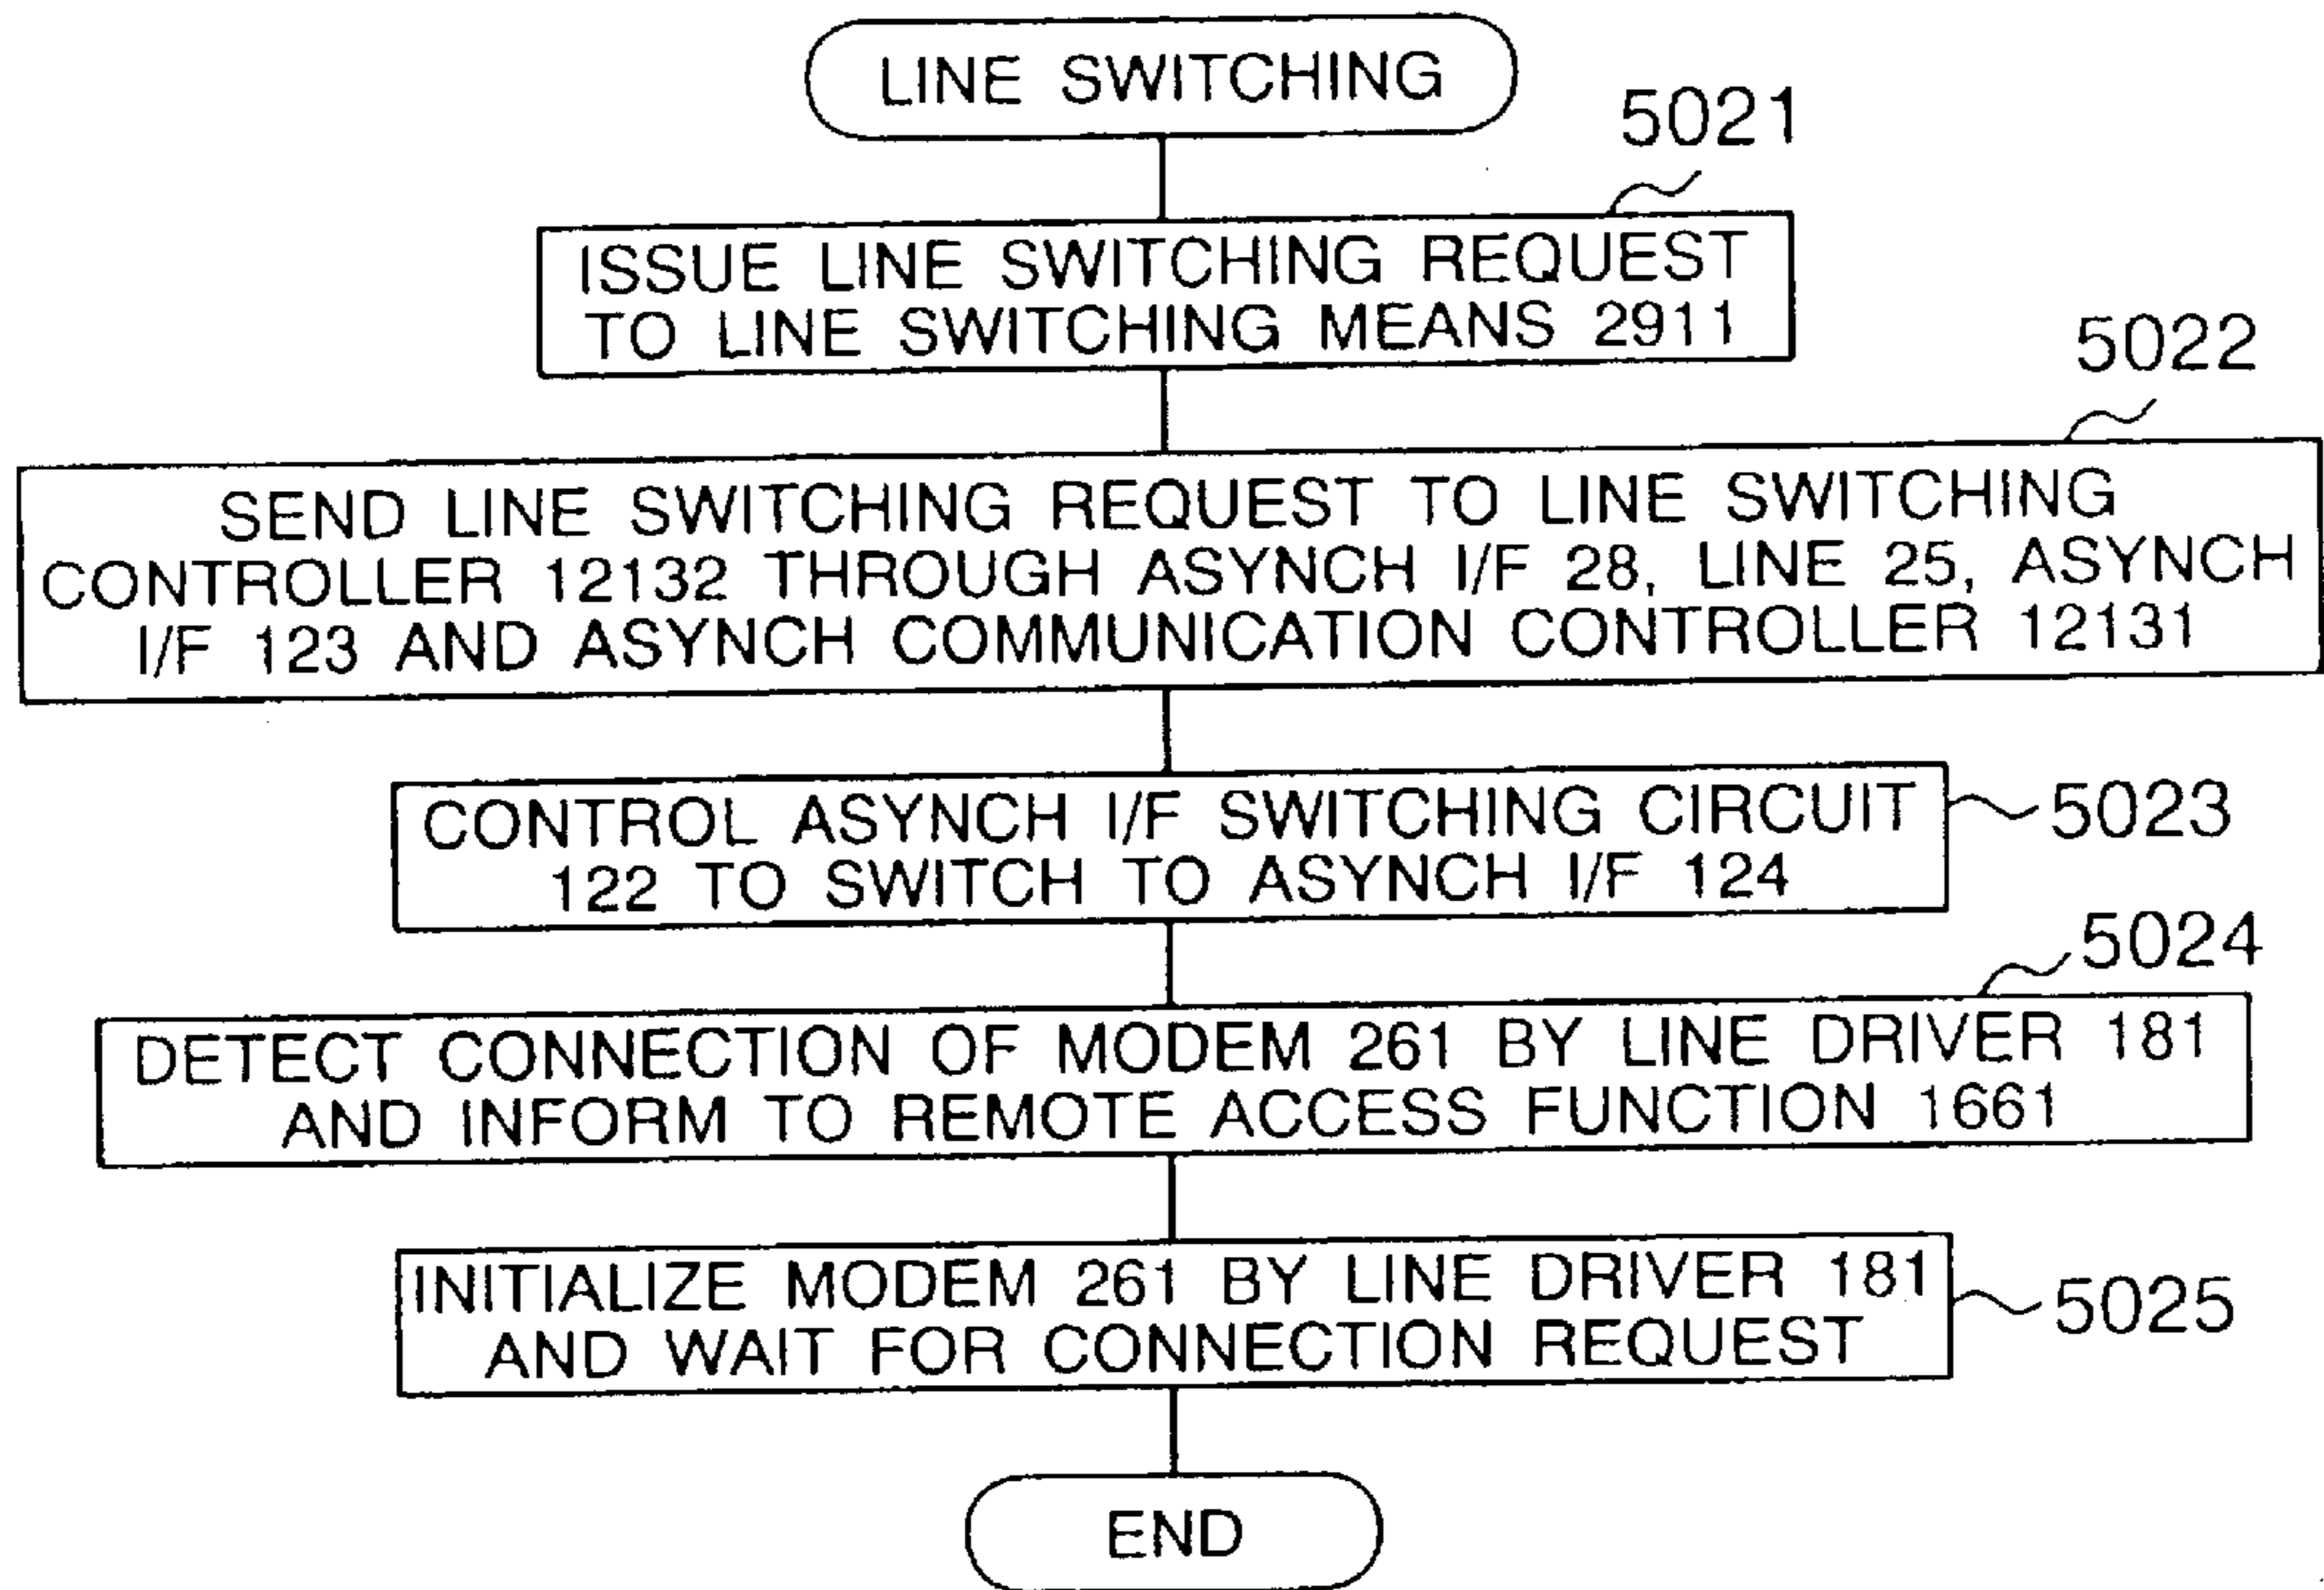 LINE SWITCHING
5021
ISSUE LINE SWITCHING REQUEST
TO LINE SWITCHING MEANS 2911
5022
SEND LINE SWITCHING REQUEST TO LINE SWITCHING
CONTROLLER 12132 THROUGH ASYNCH I/F 28, LINE 25, ASYNCH
I/F 123 AND ASYNCH COMMUNICATION CONTROLLER 12131
CONTROL ASYNCH I/F SWITCHING CIRCUIT
122 TO SWITCH TO ASYNCH I/F 124
5023
5024
DETECT CONNECTION OF MODEM 261 BY LINE DRIVER 181
AND INFORM TO REMOTE ACCESS FUNCTION 1661
INITIALIZE MODEM 261 BY LINE DRIVER 181
AND WAIT FOR CONNECTION REQUEST
5025
END